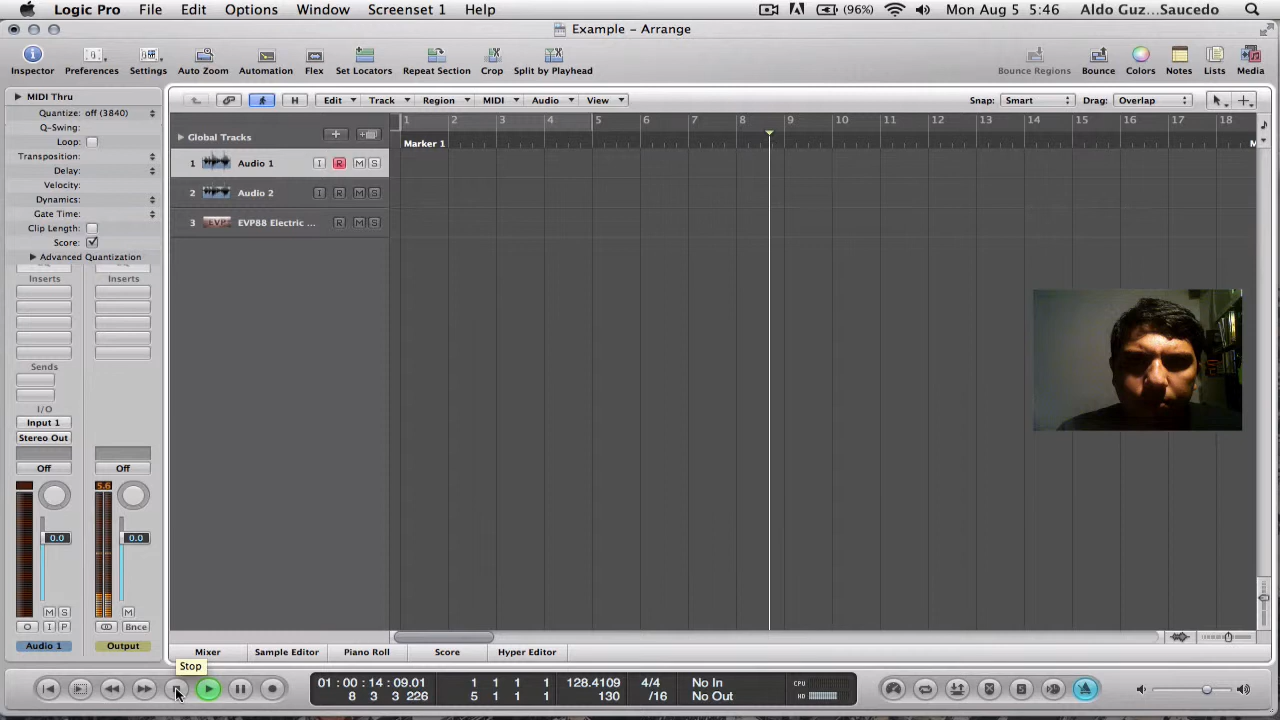 Logic Pro File Edit Options Window Screenset 1 Help (96%) Mon Aug 5 5:46 Aldo Guz...Saucedo
Example - Arrange
Inspector Preferences Settings Auto Zoom Automation Flex Set Locators Repeat Section Crop Split by Playhead Bounce Regions Bounce Colors Notes Lists Media
MIDI Thru
H Edit Track Region MIDI Audio View Snap: Smart Drag: Overlap
Quantize: off (3840)
Q-Swing:
Loop:
Transposition:
Delay:
Velocity:
Dynamics:
Gate Time:
Clip Length:
Score:
Advanced Quantization
Global Tracks
1 2 3 4 5 6 7 8 9 10 11 12 13 14 15 16 17 18
Marker 1 M
1 Audio 1 I R M S
2 Audio 2 I R M S
3 EVP EVP88 Electric ... R M S
Inserts Inserts
Sends
I/O
Input 1
Stereo Out
Off Off
5.6
0.0 0.0
M S M
O I P Bnce
Audio 1 Output
Mixer Sample Editor Piano Roll Score Hyper Editor
Stop
01 : 00 : 14 : 09.01 1 1 1 1 128.4109 4/4 No In CPU
8 3 3 226 5 1 1 1 130 /16 No Out HD